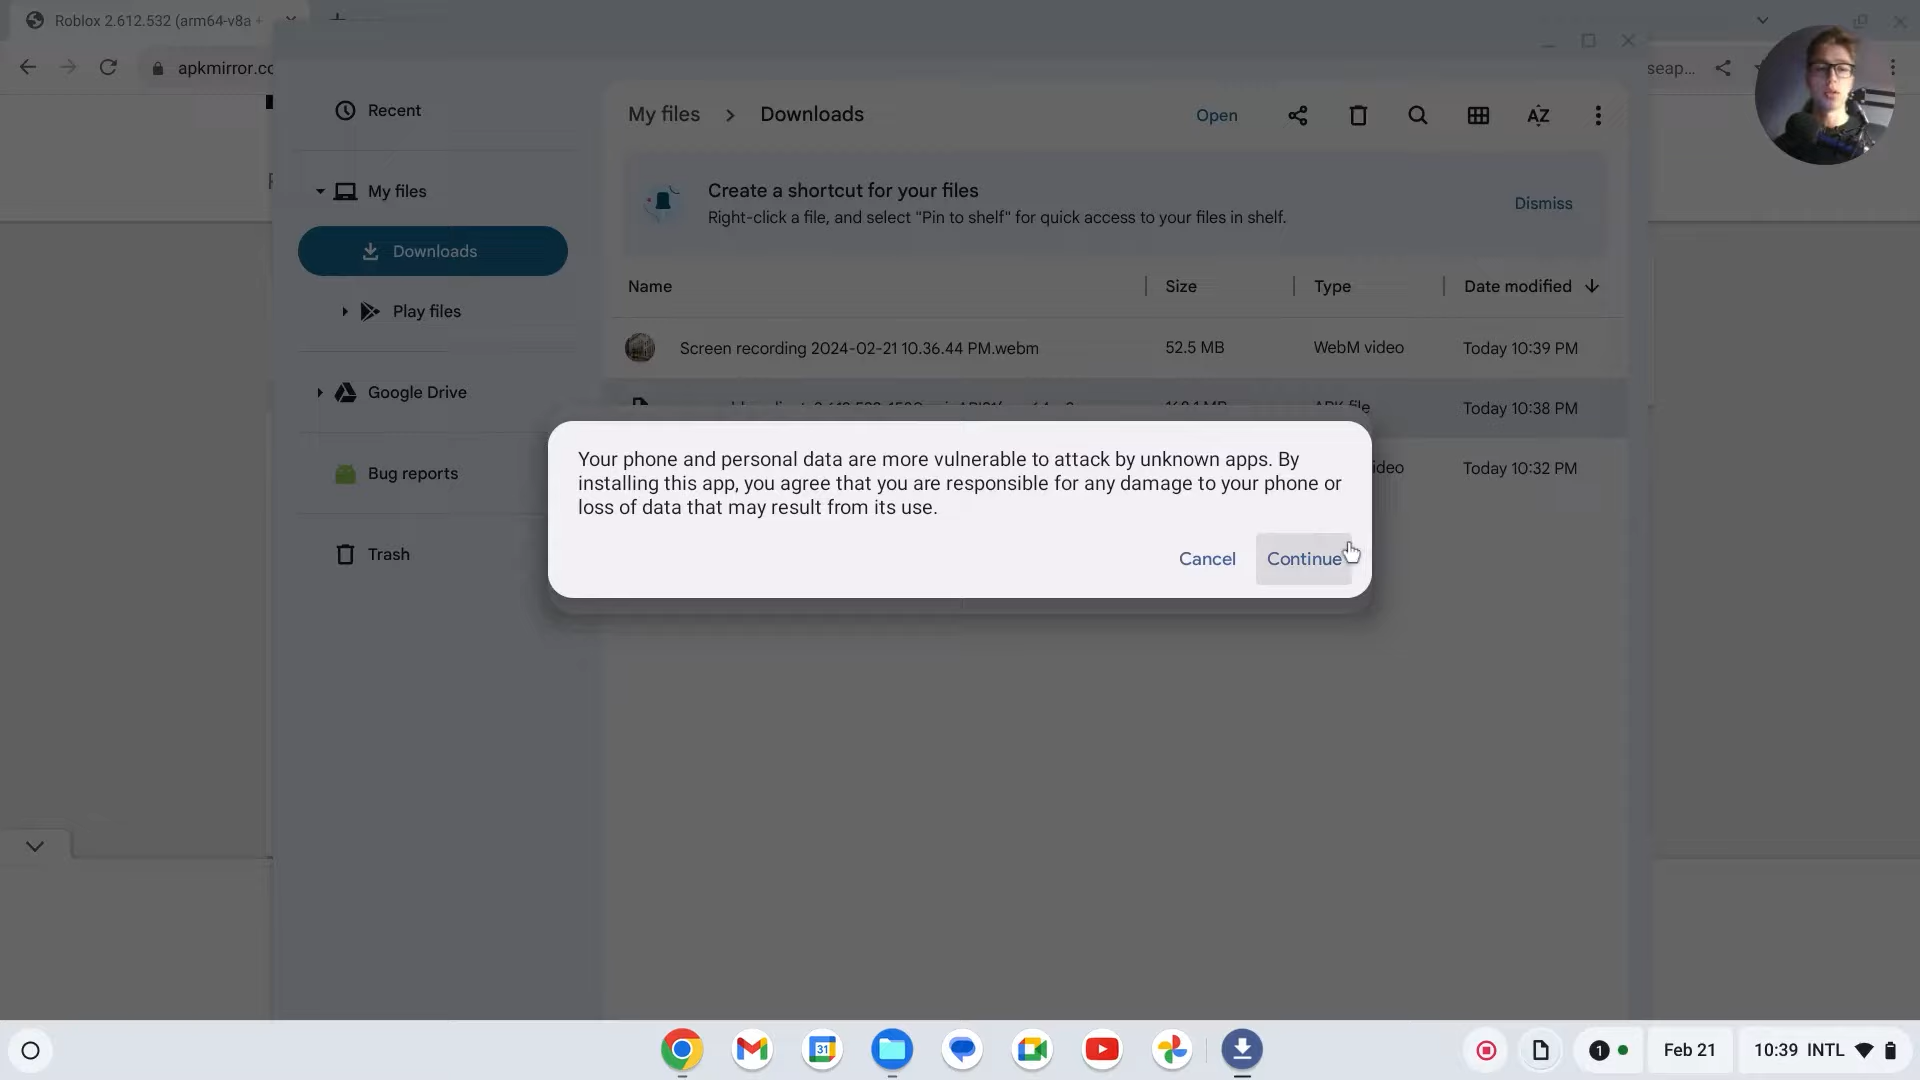 Roblox 2.612.532 (arm64-v8a +
apkmirror.cc
seap...
Recent
My files
Downloads
Play files
Google Drive
Bug reports
Trash
My files > Downloads
Open
AZ
Create a shortcut for your files
Right-click a file, and select "Pin to shelf" for quick access to your files in shelf.
Dismiss
Name Size Type Date modified
Screen recording 2024-02-21 10.36.44 PM.webm 52.5 MB WebM video Today 10:39 PM
APK file Today 10:38 PM
Today 10:32 PM
Your phone and personal data are more vulnerable to attack by unknown apps. By
installing this app, you agree that you are responsible for any damage to your phone or
loss of data that may result from its use.
Cancel Continue
31
1
Feb 21
10:39 INTL